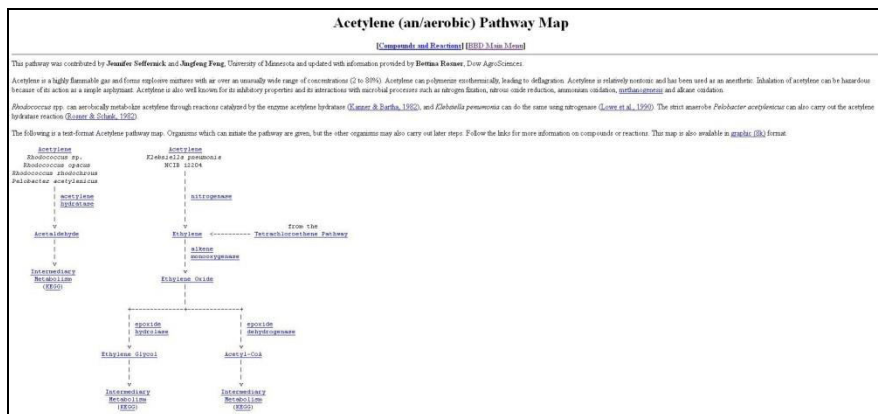 Acetylene (an/aerobic) Pathway Map
[Compounds and Reactions] [BBD Main Menu]
This pathway was contributed by Jennifer Seffernick and Jingfeng Feng, University of Minnesota and updated with information provided by Bettina Rosner, Dow AgroSciences.
Acetylene is a highly flammable gas and forms explosive mixtures with air over an unusually wide range of concentrations (2 to 80%). Acetylene can polymerize exothermically, leading to deflagration. Acetylene is relatively nontoxic and has been used as an anesthetic. Inhalation of acetylene can be hazardous
because of its action as a simple asphyxiant. Acetylene is also well known for its inhibitory properties and its interactions with microbial processes such as nitrogen fixation, nitrous oxide reduction, ammonium oxidation, methanogenesis and alkane oxidation.
Rhodococcus spp. can aerobically metabolize acetylene through reactions catalyzed by the enzyme acetylene hydratase (Kanner & Bartha, 1982), and Klebsiella pneumonia can do the same using nitrogenase (Lowe et al., 1990). The strict anaerobe Pelobacter acetylenicus can also carry out the acetylene
hydratase reaction (Rosner & Schink, 1982).
The following is a text-format Acetylene pathway map. Organisms which can initiate the pathway are given, but the other organisms may also carry out later steps. Follow the links for more information on compounds or reactions. This map is also available in graphic (8k) format.
Acetylene Acetylene
Rhodococcus sp. Klebsiella pneumonia
Rhodococcus opacus NCIB 12204
Rhodococcus rhodochrous
Pelobacter acetylenicus
acetylene nitrogenase
hydratase
from the
Acetaldehyde Ethylene <---------- Tetrachloroethene Pathway
alkene
monooxygenase
Intermediary
Metabolism Ethylene Oxide
(KEGG)
epoxide epoxide
hydrolase dehydrogenase
Ethylene Glycol Acetyl-CoA
Intermediary Intermediary
Metabolism Metabolism
(KEGG) (KEGG)